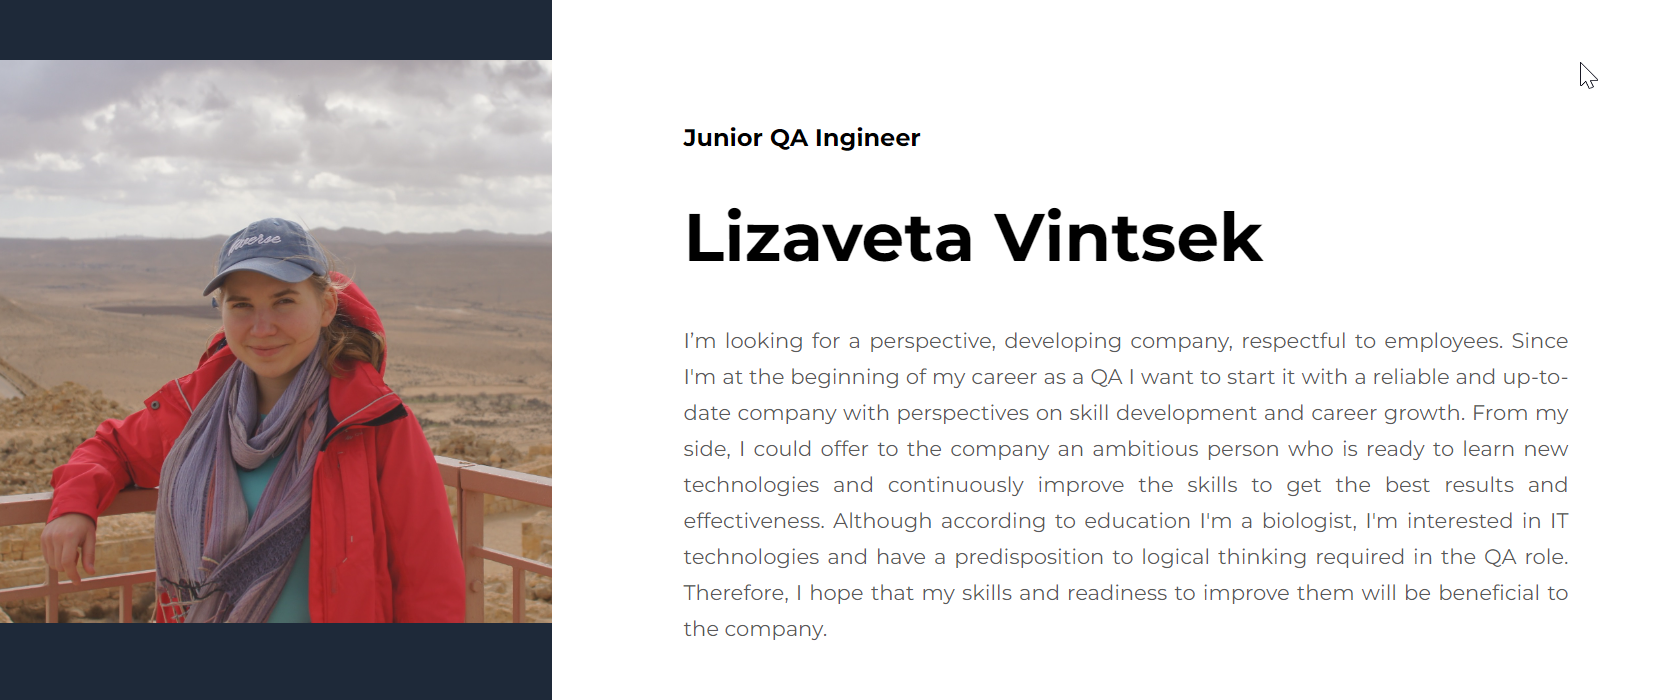 Junior QA Ingineer
Lizaveta Vintsek
I’m looking for a perspective, developing company, respectful to employees. Since
I'm at the beginning of my career as a QA I want to start it with a reliable and up-to-
date company with perspectives on skill development and career growth. From my
side, I could offer to the company an ambitious person who is ready to learn new
technologies and continuously improve the skills to get the best results and
effectiveness. Although according to education I'm a biologist, I'm interested in IT
technologies and have a predisposition to logical thinking required in the QA role.
Therefore, I hope that my skills and readiness to improve them will be beneficial to
the company.